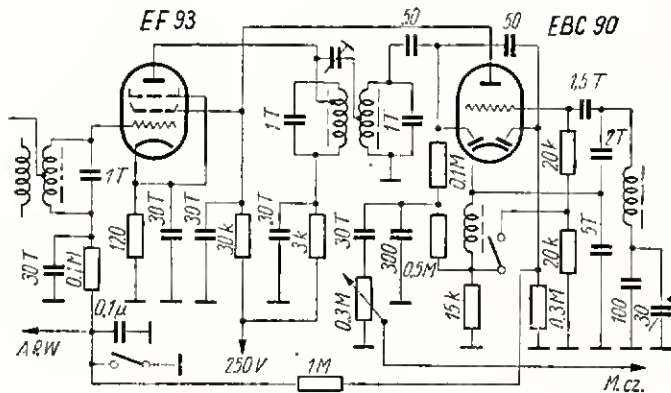 EF 93
50
50
EBC 90
1T
1T
1,5 T
2T
20k
0,1M
1T
120
30T
30T
30k
30T
3k
30T
300
0,5M
20k
5T
30T
0,1M
0,1µ
0,3M
15k
0,3M
100
30
ARW
250V
1M
M.cz.